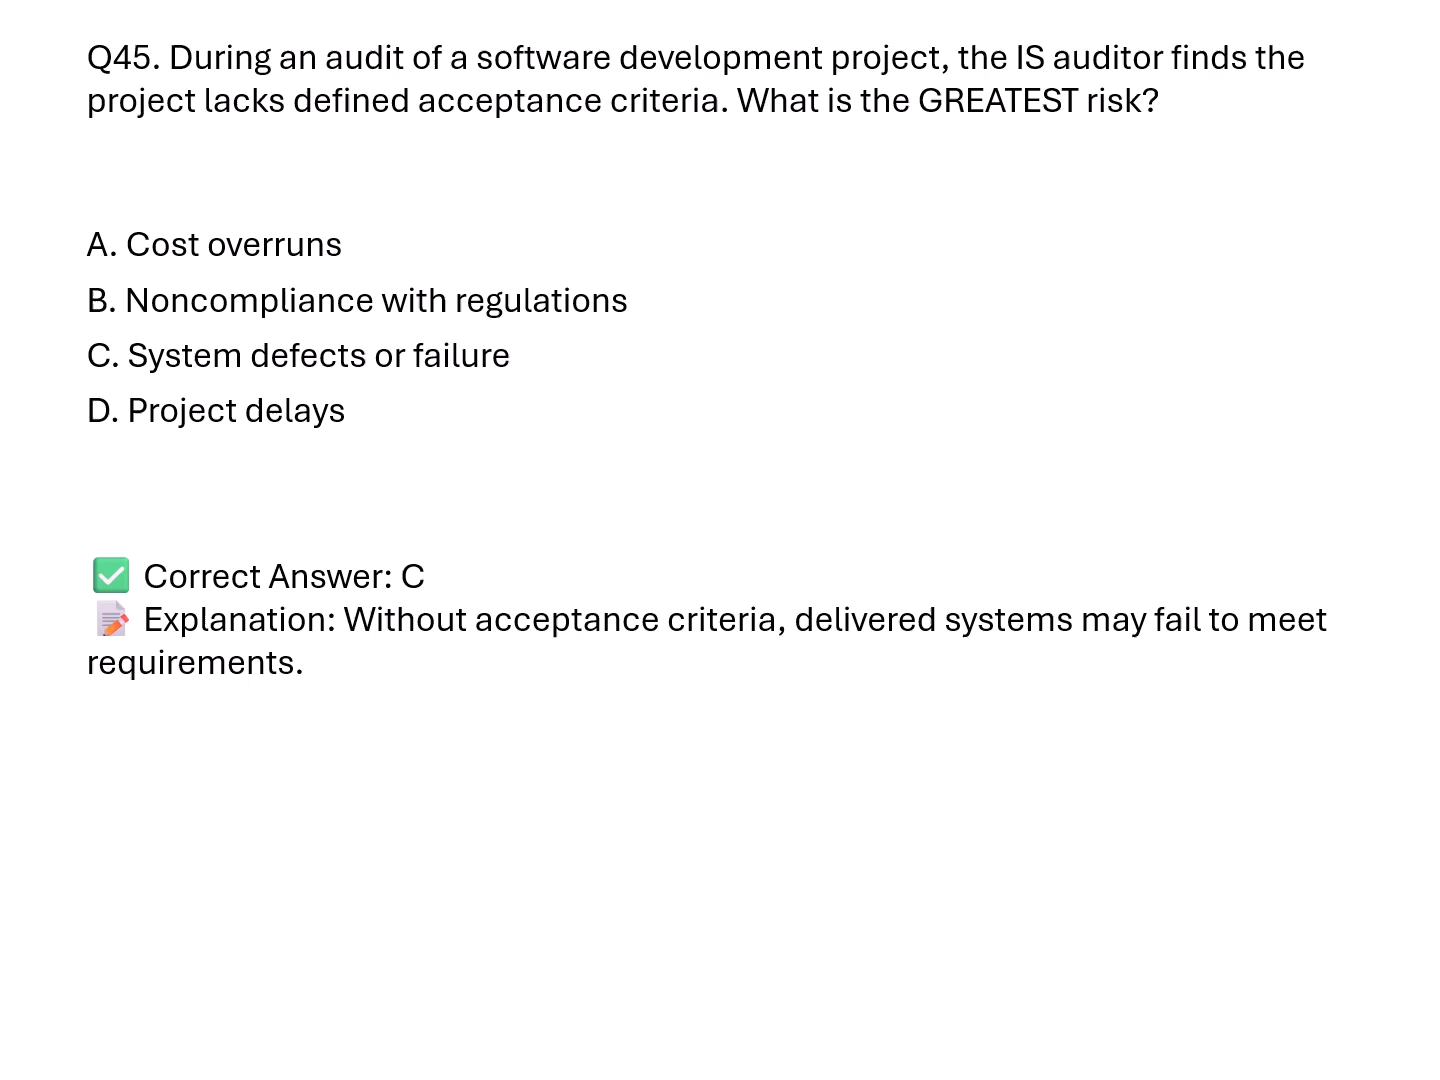 Q45. During an audit of a software development project, the IS auditor finds the
project lacks defined acceptance criteria. What is the GREATEST risk?
A. Cost overruns
B. Noncompliance with regulations
C. System defects or failure
D. Project delays
✅ Correct Answer: C
📝 Explanation: Without acceptance criteria, delivered systems may fail to meet
requirements.